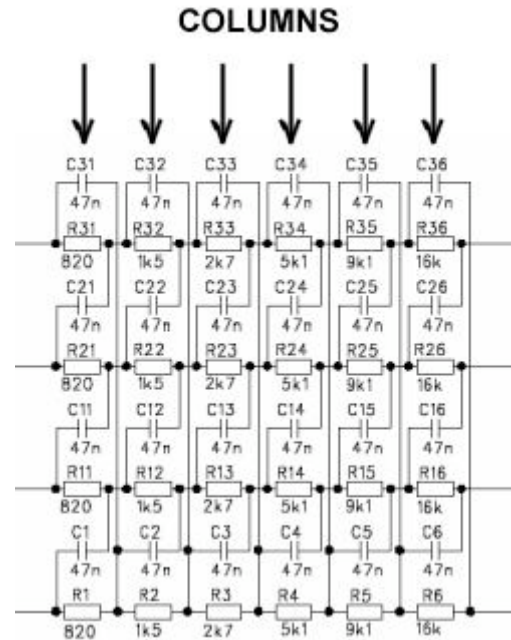 COLUMNS
C31 C32 C33 C34 C35 C36
47n 47n 47n 47n 47n 47n
R31 R32 R33 R34 R35 R36
820 1k5 2k7 5k1 9k1 16k
C21 C22 C23 C24 C25 C26
47n 47n 47n 47n 47n 47n
R21 R22 R23 R24 R25 R26
820 1k5 2k7 5k1 9k1 16k
C11 C12 C13 C14 C15 C16
47n 47n 47n 47n 47n 47n
R11 R12 R13 R14 R15 R16
820 1k5 2k7 5k1 9k1 16k
C1 C2 C3 C4 C5 C6
47n 47n 47n 47n 47n 47n
R1 R2 R3 R4 R5 R6
820 1k5 2k7 5k1 9k1 16k